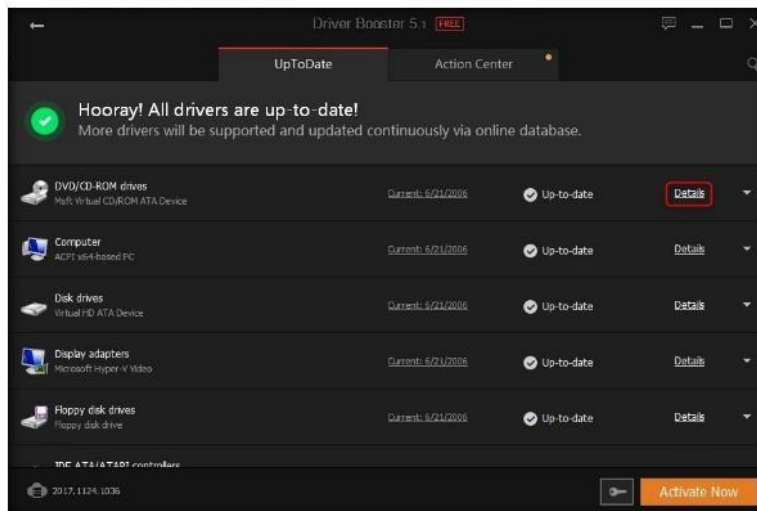 Driver Booster 5.1 FREE
UpToDate Action Center
Hooray! All drivers are up-to-date!
More drivers will be supported and updated continuously via online database.
DVD/CD-ROM drives
Msft Virtual CD/ROM ATA Device
Current: 6/21/2006 Up-to-date Details
Computer
ACPI x64-based PC
Current: 6/21/2006 Up-to-date Details
Disk drives
Virtual HD ATA Device
Current: 6/21/2006 Up-to-date Details
Display adapters
Microsoft Hyper-V Video
Current: 6/21/2006 Up-to-date Details
Floppy disk drives
Floppy disk drive
Current: 6/21/2006 Up-to-date Details
IDE ATA/ATAPI controllers
2017.1124.1036 Activate Now